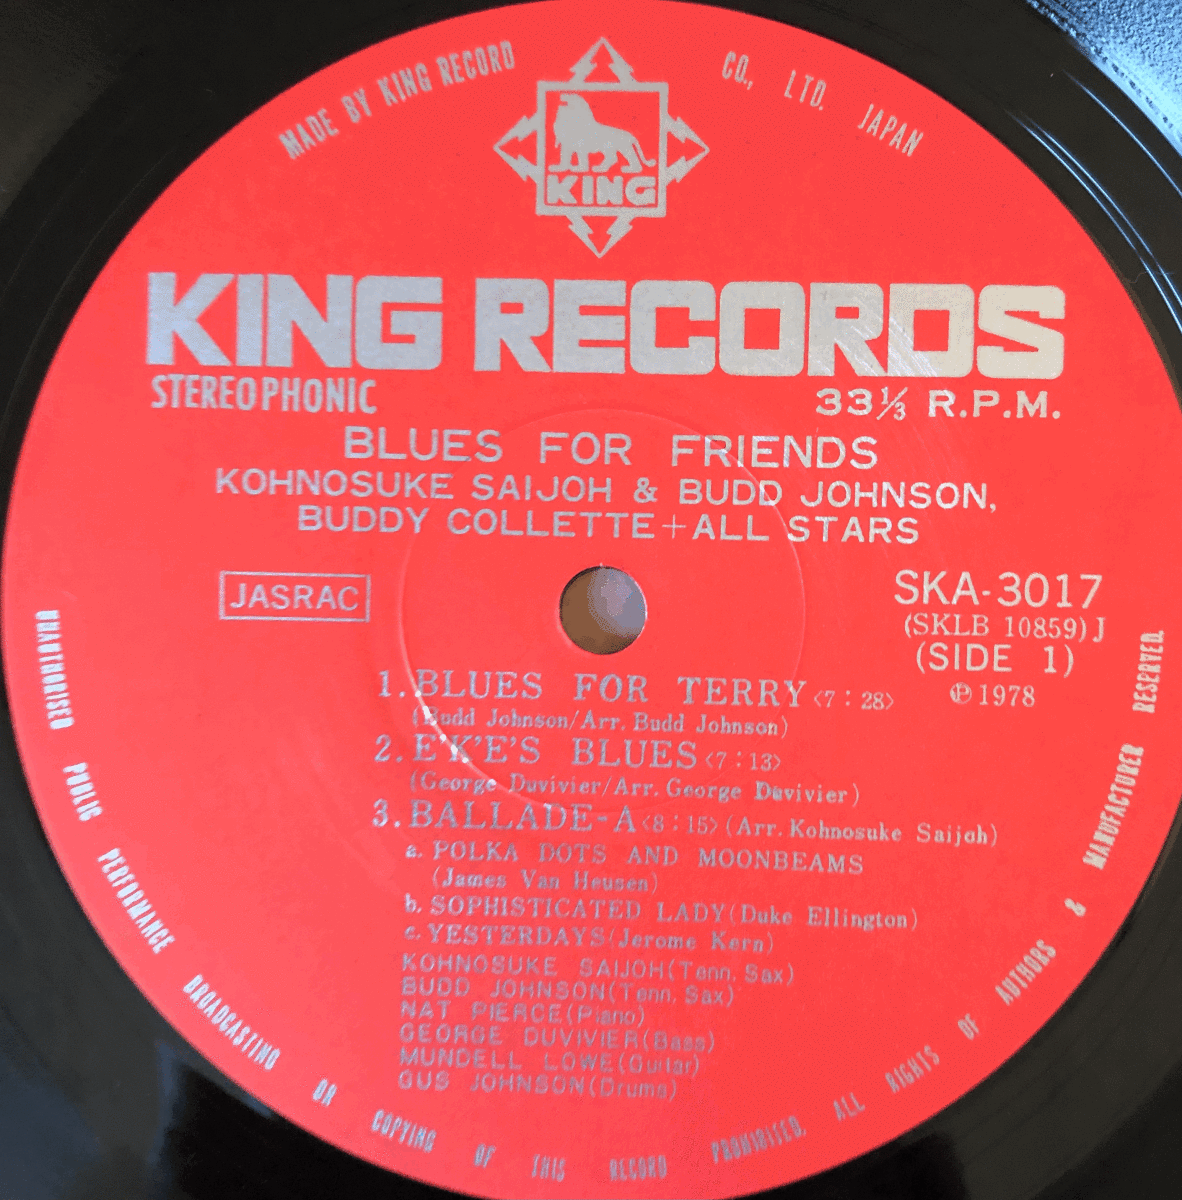 MADE BY KING RECORD CO., LTD. JAPAN
KING
KING RECORDS
STEREOPHONIC
33⅓ R.P.M.
BLUES FOR FRIENDS
KOHNOSUKE SAIJOH & BUDD JOHNSON,
BUDDY COLLETTE+ALL STARS
JASRAC
SKA-3017
(SKLB 10859)J
(SIDE 1)
℗1978
1. BLUES FOR TERRY<7:28>
(Budd Johnson/Arr. Budd Johnson)
2. E'K'E'S BLUES<7:13>
(George Duvivier/Arr. George Duvivier)
3. BALLADE-A<8:15>(Arr. Kohnosuke Saijoh)
a. POLKA DOTS AND MOONBEAMS
(James Van Heusen)
b. SOPHISTICATED LADY(Duke Ellington)
c. YESTERDAYS(Jerome Kern)
KOHNOSUKE SAIJOH(Tenn. Sax)
BUDD JOHNSON(Tenn. Sax)
NAT PIERCE(Piano)
GEORGE DUVIVIER(Bass)
MUNDELL LOWE(Guitar)
GUS JOHNSON(Drums)
UNAUTHORISED PUBLIC PERFORMANCE BROADCASTING OR COPYING OF THIS RECORD PROHIBITED. ALL RIGHTS OF AUTHORS & MANUFACTURER RESERVED.